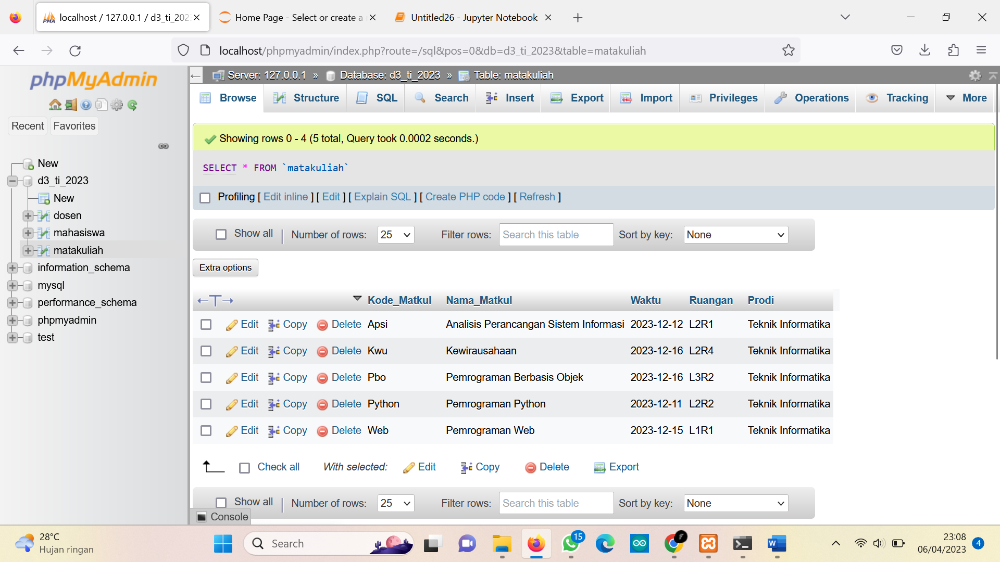 localhost / 127.0.0.1 / d3_ti_202
Home Page - Select or create a
Untitled26 - Jupyter Notebook
localhost/phpmyadmin/index.php?route=/sql&pos=0&db=d3_ti_2023&table=matakuliah
phpMyAdmin
Recent
Favorites
New
d3_ti_2023
New
dosen
mahasiswa
matakuliah
information_schema
mysql
performance_schema
phpmyadmin
test
Server: 127.0.0.1 » Database: d3_ti_2023 » Table: matakuliah
Browse Structure SQL Search Insert Export Import Privileges Operations Tracking More
Showing rows 0 - 4 (5 total, Query took 0.0002 seconds.)
SELECT * FROM `matakuliah`
Profiling [ Edit inline ] [ Edit ] [ Explain SQL ] [ Create PHP code ] [ Refresh ]
Show all | Number of rows: 25 Filter rows: Search this table Sort by key: None
Extra options
←T→ Kode_Matkul Nama_Matkul Waktu Ruangan Prodi
Edit Copy Delete Apsi Analisis Perancangan Sistem Informasi 2023-12-12 L2R1 Teknik Informatika
Edit Copy Delete Kwu Kewirausahaan 2023-12-16 L2R4 Teknik Informatika
Edit Copy Delete Pbo Pemrograman Berbasis Objek 2023-12-16 L3R2 Teknik Informatika
Edit Copy Delete Python Pemrograman Python 2023-12-11 L2R2 Teknik Informatika
Edit Copy Delete Web Pemrograman Web 2023-12-15 L1R1 Teknik Informatika
Check all With selected: Edit Copy Delete Export
Show all | Number of rows: 25 Filter rows: Search this table Sort by key: None
Console
28°C
Hujan ringan
Search
15
23:08
06/04/2023
4